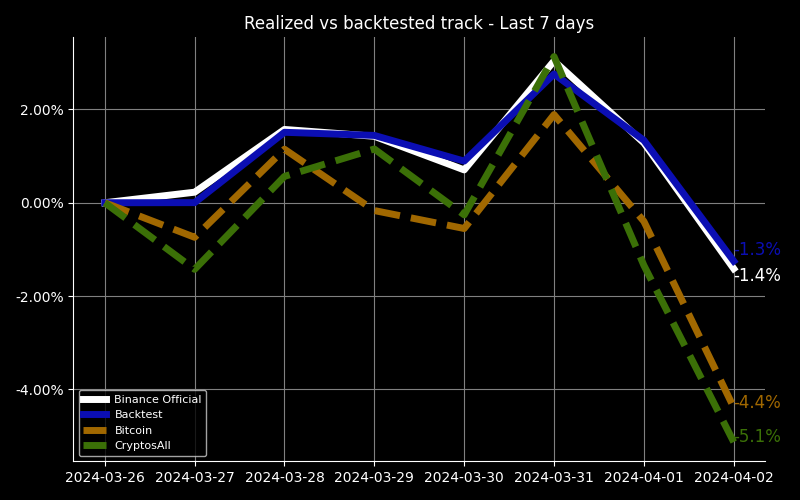 Realized vs backtested track - Last 7 days
2.00%
0.00%
-2.00%
-4.00%
-1.3%
-1.4%
-4.4%
-5.1%
Binance Official
Backtest
Bitcoin
CryptosAll
2024-03-26 2024-03-27 2024-03-28 2024-03-29 2024-03-30 2024-03-31 2024-04-01 2024-04-02